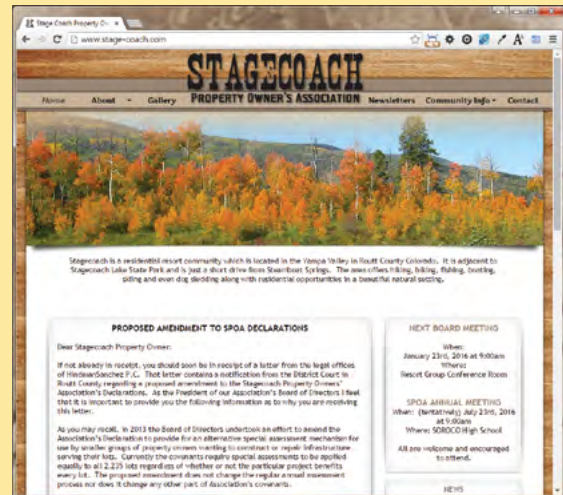 Stage Coach Property Ow
www.stage-coach.com
STAGECOACH
PROPERTY OWNER'S ASSOCIATION
Home About Gallery Newsletters Community Info Contact
Stagecoach is a residential resort community which is located in the Yampa Valley in Routt County Colorado. It is adjacent to
Stagecoach Lake State Park and is just a short drive from Steamboat Springs. The area offers hiking, biking, fishing, boating,
skiing and even dog sledding along with residential opportunities in a beautiful natural setting.
PROPOSED AMENDMENT TO SPOA DECLARATIONS
Dear Stagecoach Property Owner:
If not already in receipt, you should soon be in receipt of a letter from the legal offices
of HindmanSanchez P.C. That letter contains a notification from the District Court in
Routt County regarding a proposed amendment to the Stagecoach Property Owners'
Association's Declarations. As the President of our Association's Board of Directors I feel
that it is important to provide you the following information as to why you are receiving
this letter.
As you may recall, in 2013 the Board of Directors undertook an effort to amend the
Association's Declaration to provide for an alternative special assessment mechanism for
use by smaller groups of property owners wanting to construct or repair infrastructure
serving their lots. Currently the covenants require special assessments to be applied
equally to all 2,235 lots regardless of whether or not the particular project benefits
every lot. The proposed amendment does not change the regular annual assessment
process nor does it change any other part of Association's covenants.
NEXT BOARD MEETING
When:
January 23rd, 2016 at 9:00am
Where:
Resort Group Conference Room
SPOA ANNUAL MEETING
When: (tentatively) July 23rd, 2016
at 9:00am
Where: SOROCO High School
All are welcome and encouraged
to attend.
NEWS